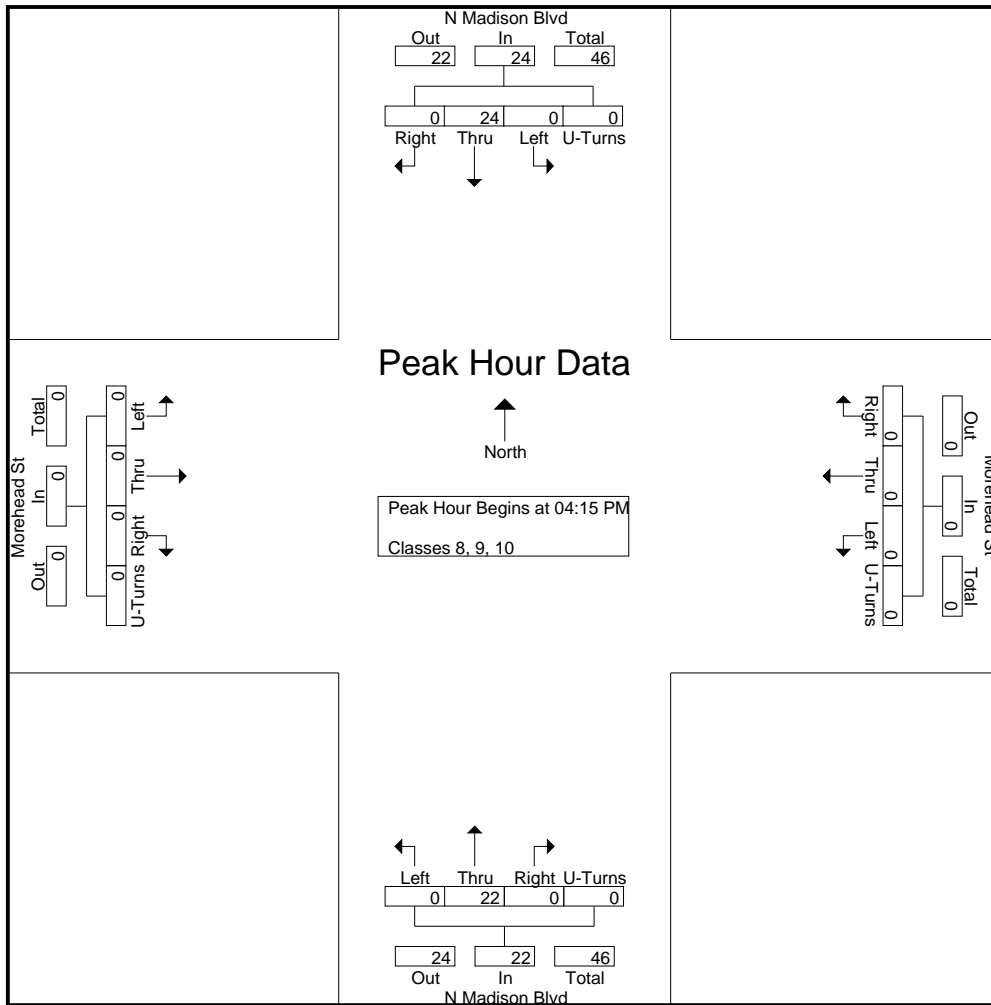 N Madison Blvd
Out In Total
22 24 46
0 24 0 0
Right Thru Left U-Turns
Peak Hour Data
North
Peak Hour Begins at 04:15 PM
Classes 8, 9, 10
Morehead St
Total In Out
0 0 0
0 0 0 0
Left Thru Right U-Turns
Right Thru Left U-Turns
0 0 0 0
Out In Total
0 0 0
Morehead St
Left Thru Right U-Turns
0 22 0 0
24 22 46
Out In Total
N Madison Blvd